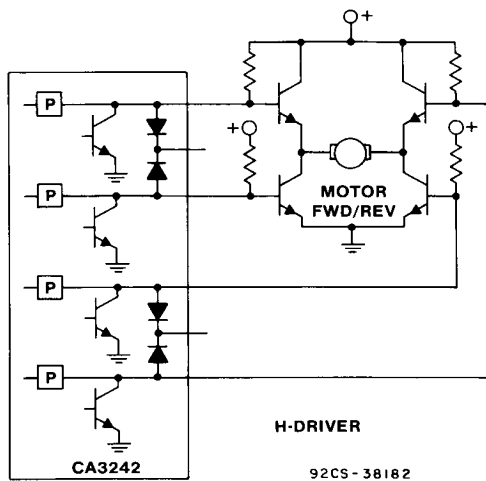 +
P
+
+
P
MOTOR
FWD/REV
P
P
H-DRIVER
CA3242
92CS-38182